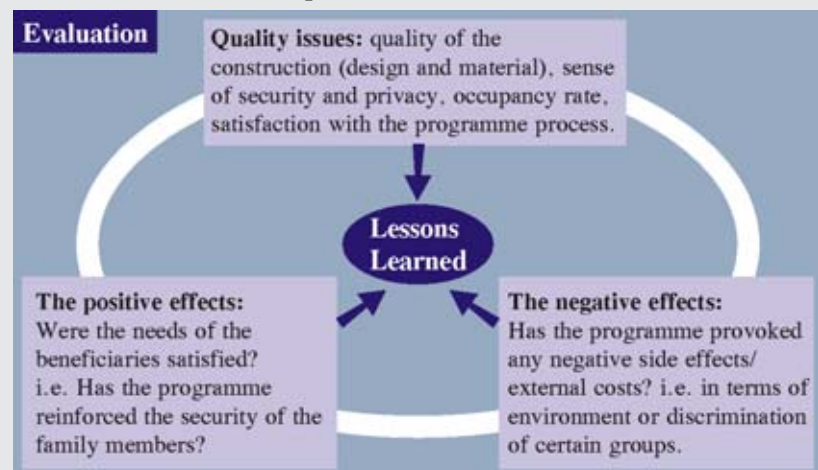 Evaluation
Quality issues: quality of the
construction (design and material), sense
of security and privacy, occupancy rate,
satisfaction with the programme process.
Lessons
Learned
The positive effects:
Were the needs of the
beneficiaries satisfied?
i.e. Has the programme
reinforced the security of the
family members?
The negative effects:
Has the programme provoked
any negative side effects/
external costs? i.e. in terms of
environment or discrimination
of certain groups.